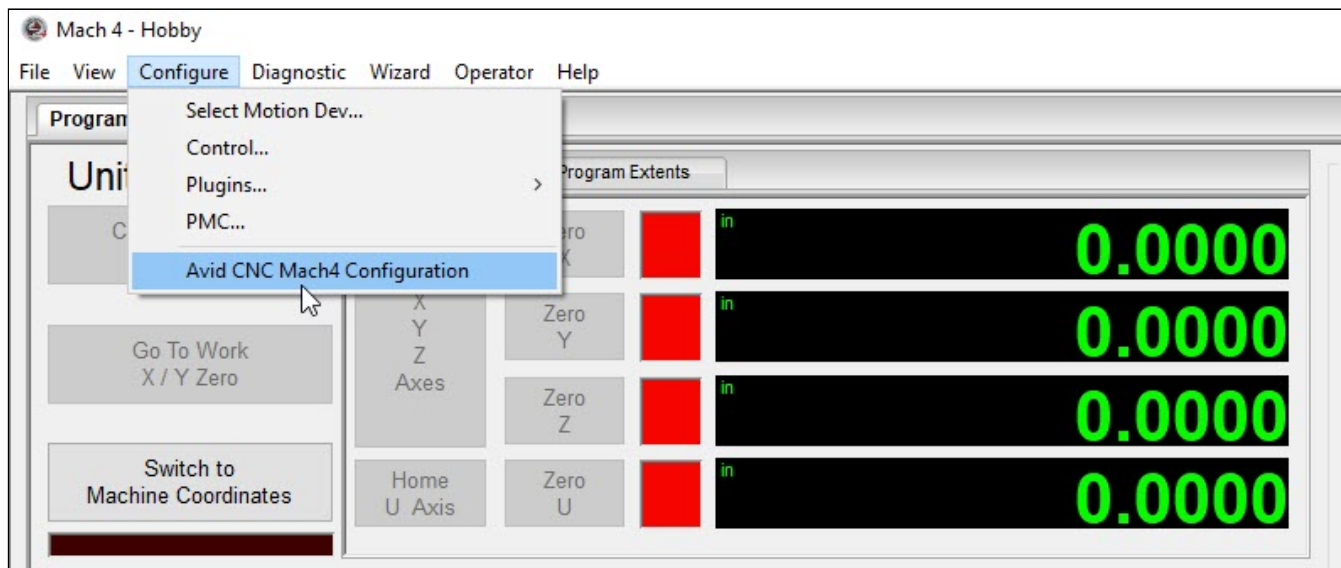 Mach 4 - Hobby
File View Configure Diagnostic Wizard Operator Help
Select Motion Dev...
Control...
Plugins...
PMC...
Avid CNC Mach4 Configuration
Program Extents
in
0.0000
X
Y
Z
Axes
Zero
Y
in
0.0000
Go To Work
X / Y Zero
Zero
Z
in
0.0000
Switch to
Machine Coordinates
Home
U Axis
Zero
U
in
0.0000